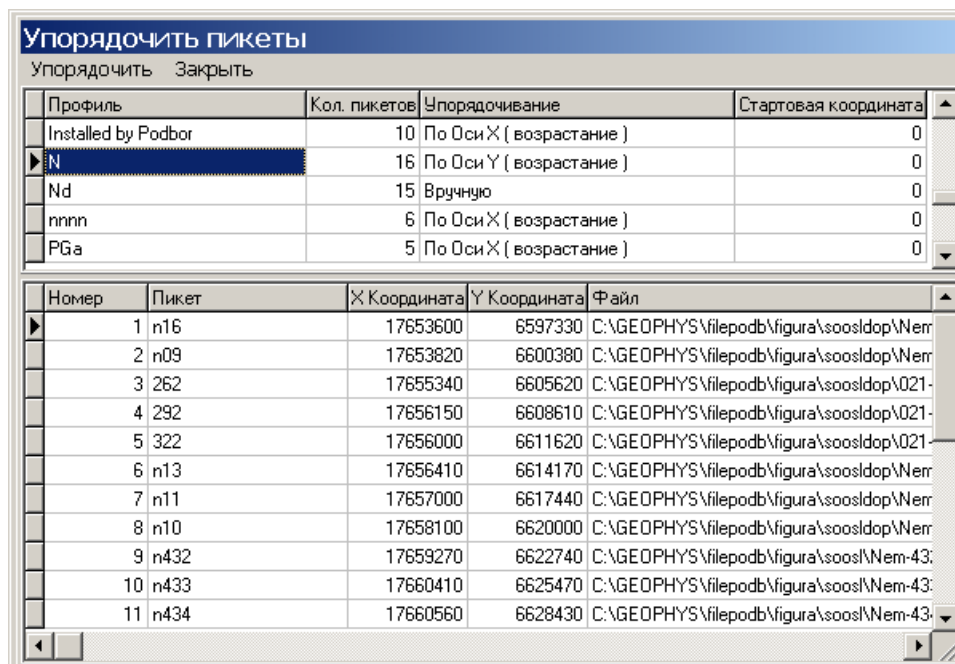 Упорядочить пикеты
Упорядочить Закрыть
Профиль Кол. пикетов Упорядочивание Стартовая координата
Installed by Podbor 10 По Оси X ( возрастание ) 0
N 16 По Оси Y ( возрастание ) 0
Nd 15 Вручную 0
nnnn 6 По Оси X ( возрастание ) 0
PGa 5 По Оси X ( возрастание ) 0
Номер Пикет X Координата Y Координата Файл
1 n16 17653600 6597330 C:\GEOPHYS\filepodb\figura\soosldop\Nem
2 n09 17653820 6600380 C:\GEOPHYS\filepodb\figura\soosldop\Nem
3 262 17655340 6605620 C:\GEOPHYS\filepodb\figura\soosldop\021-
4 292 17656150 6608610 C:\GEOPHYS\filepodb\figura\soosldop\021-
5 322 17656000 6611620 C:\GEOPHYS\filepodb\figura\soosldop\021-
6 n13 17656410 6614170 C:\GEOPHYS\filepodb\figura\soosldop\Nem
7 n11 17657000 6617440 C:\GEOPHYS\filepodb\figura\soosldop\Nem
8 n10 17658100 6620000 C:\GEOPHYS\filepodb\figura\soosldop\Nem
9 n432 17659270 6622740 C:\GEOPHYS\filepodb\figura\soosl\Nem-432
10 n433 17660410 6625470 C:\GEOPHYS\filepodb\figura\soosl\Nem-433
11 n434 17660560 6628430 C:\GEOPHYS\filepodb\figura\soosl\Nem-434